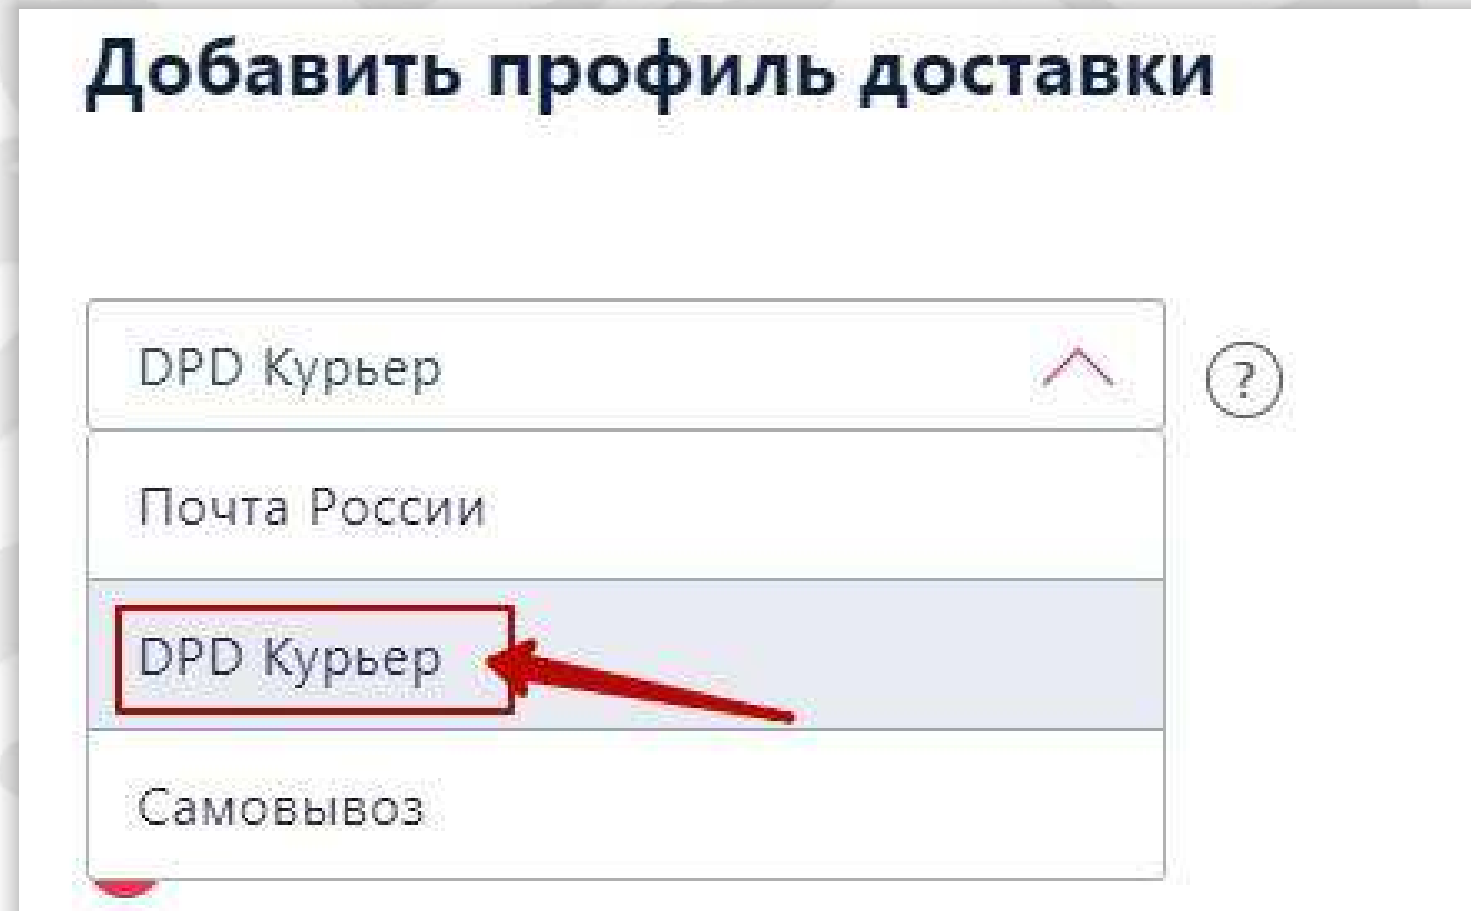 Добавить профиль доставки
DPD Курьер
?
Почта России
DPD Курьер
Самовывоз